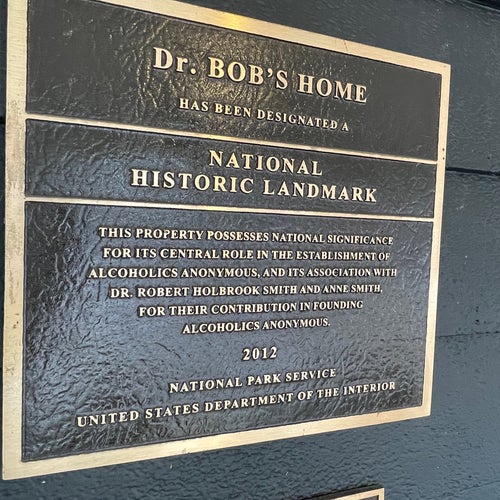 Dr. BOB'S HOME
HAS BEEN DESIGNATED A
NATIONAL
HISTORIC LANDMARK
THIS PROPERTY POSSESSES NATIONAL SIGNIFICANCE
FOR ITS CENTRAL ROLE IN THE ESTABLISHMENT OF
ALCOHOLICS ANONYMOUS, AND ITS ASSOCIATION WITH
DR. ROBERT HOLBROOK SMITH AND ANNE SMITH,
FOR THEIR CONTRIBUTION IN FOUNDING
ALCOHOLICS ANONYMOUS.
2012
NATIONAL PARK SERVICE
UNITED STATES DEPARTMENT OF THE INTERIOR